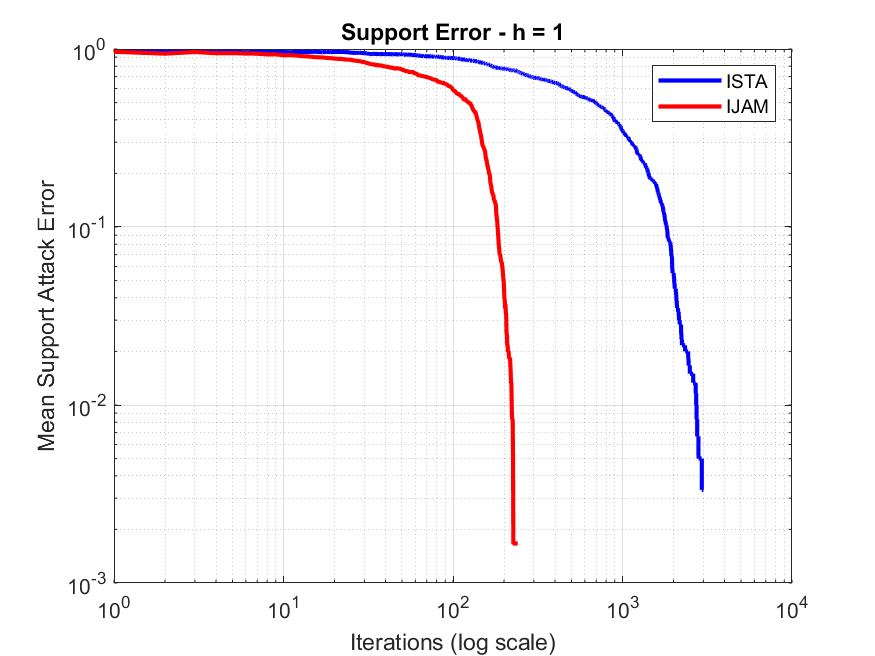 Support Error - h = 1
10^0
10^-1
10^-2
10^-3
Mean Support Attack Error
ISTA
IJAM
10^0 10^1 10^2 10^3 10^4
Iterations (log scale)